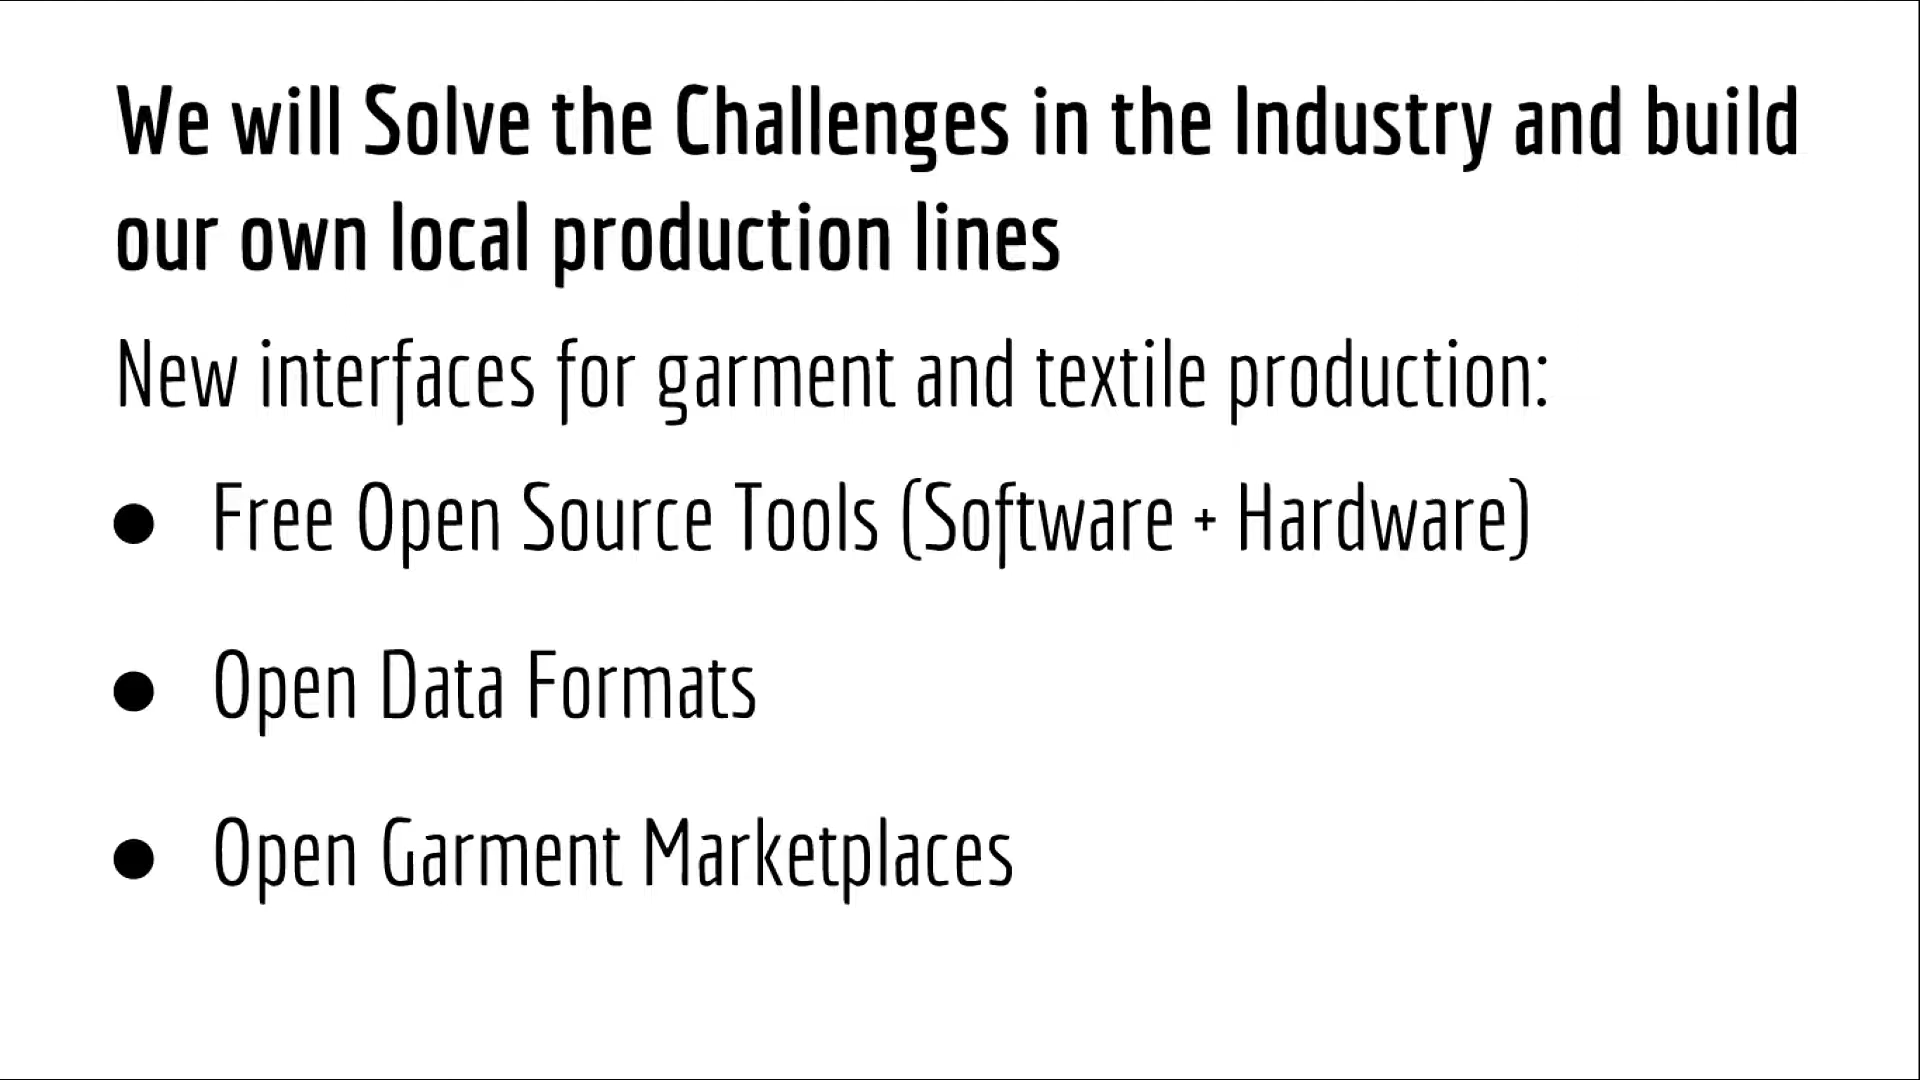 We will Solve the Challenges in the Industry and build
our own local production lines
New interfaces for garment and textile production:
● Free Open Source Tools (Software + Hardware)
● Open Data Formats
● Open Garment Marketplaces